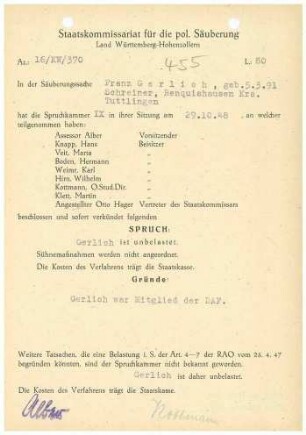 Staatskommissariat für die pol. Säuberung
Land Württemberg-Hohenzollern
Az.: 16/KW/370 455 L 80
In der Säuberungssache: Franz Gerlich, geb. 5.3.91
Schreiner, Renquishausen Krs.
Tuttlingen
hat die Spruchkammer IX in ihrer Sitzung am 29.10.48, an welcher
teilgenommen haben:
Assessor Alber Vorsitzender
„ Knapp, Hans Beisitzer
Veit, Maria „
Boden, Hermann „
Weime, Karl „
Hirn, Wilhelm „
Kottmann, O.Stud.Dir. „
Klett, Martin „
Angestellter Otto Hager Vertreter des Staatskommissars
beschlossen und sofort verkündet folgenden
SPRUCH:
Gerlich ist unbelastet.
Sühnemaßnahmen werden nicht angeordnet.
Die Kosten des Verfahrens trägt die Staatskasse.
Gründe:
Gerlich war Mitglied der DAF.
Weitere Tatsachen, die eine Belastung i. S. der Art. 4-7 der RAO vom 25. 4. 47
begründen könnten, sind der Spruchkammer nicht bekannt geworden.
Gerlich ist daher unbelastet.
Die Kosten des Verfahrens trägt die Staatskasse.
Alber Kottmann